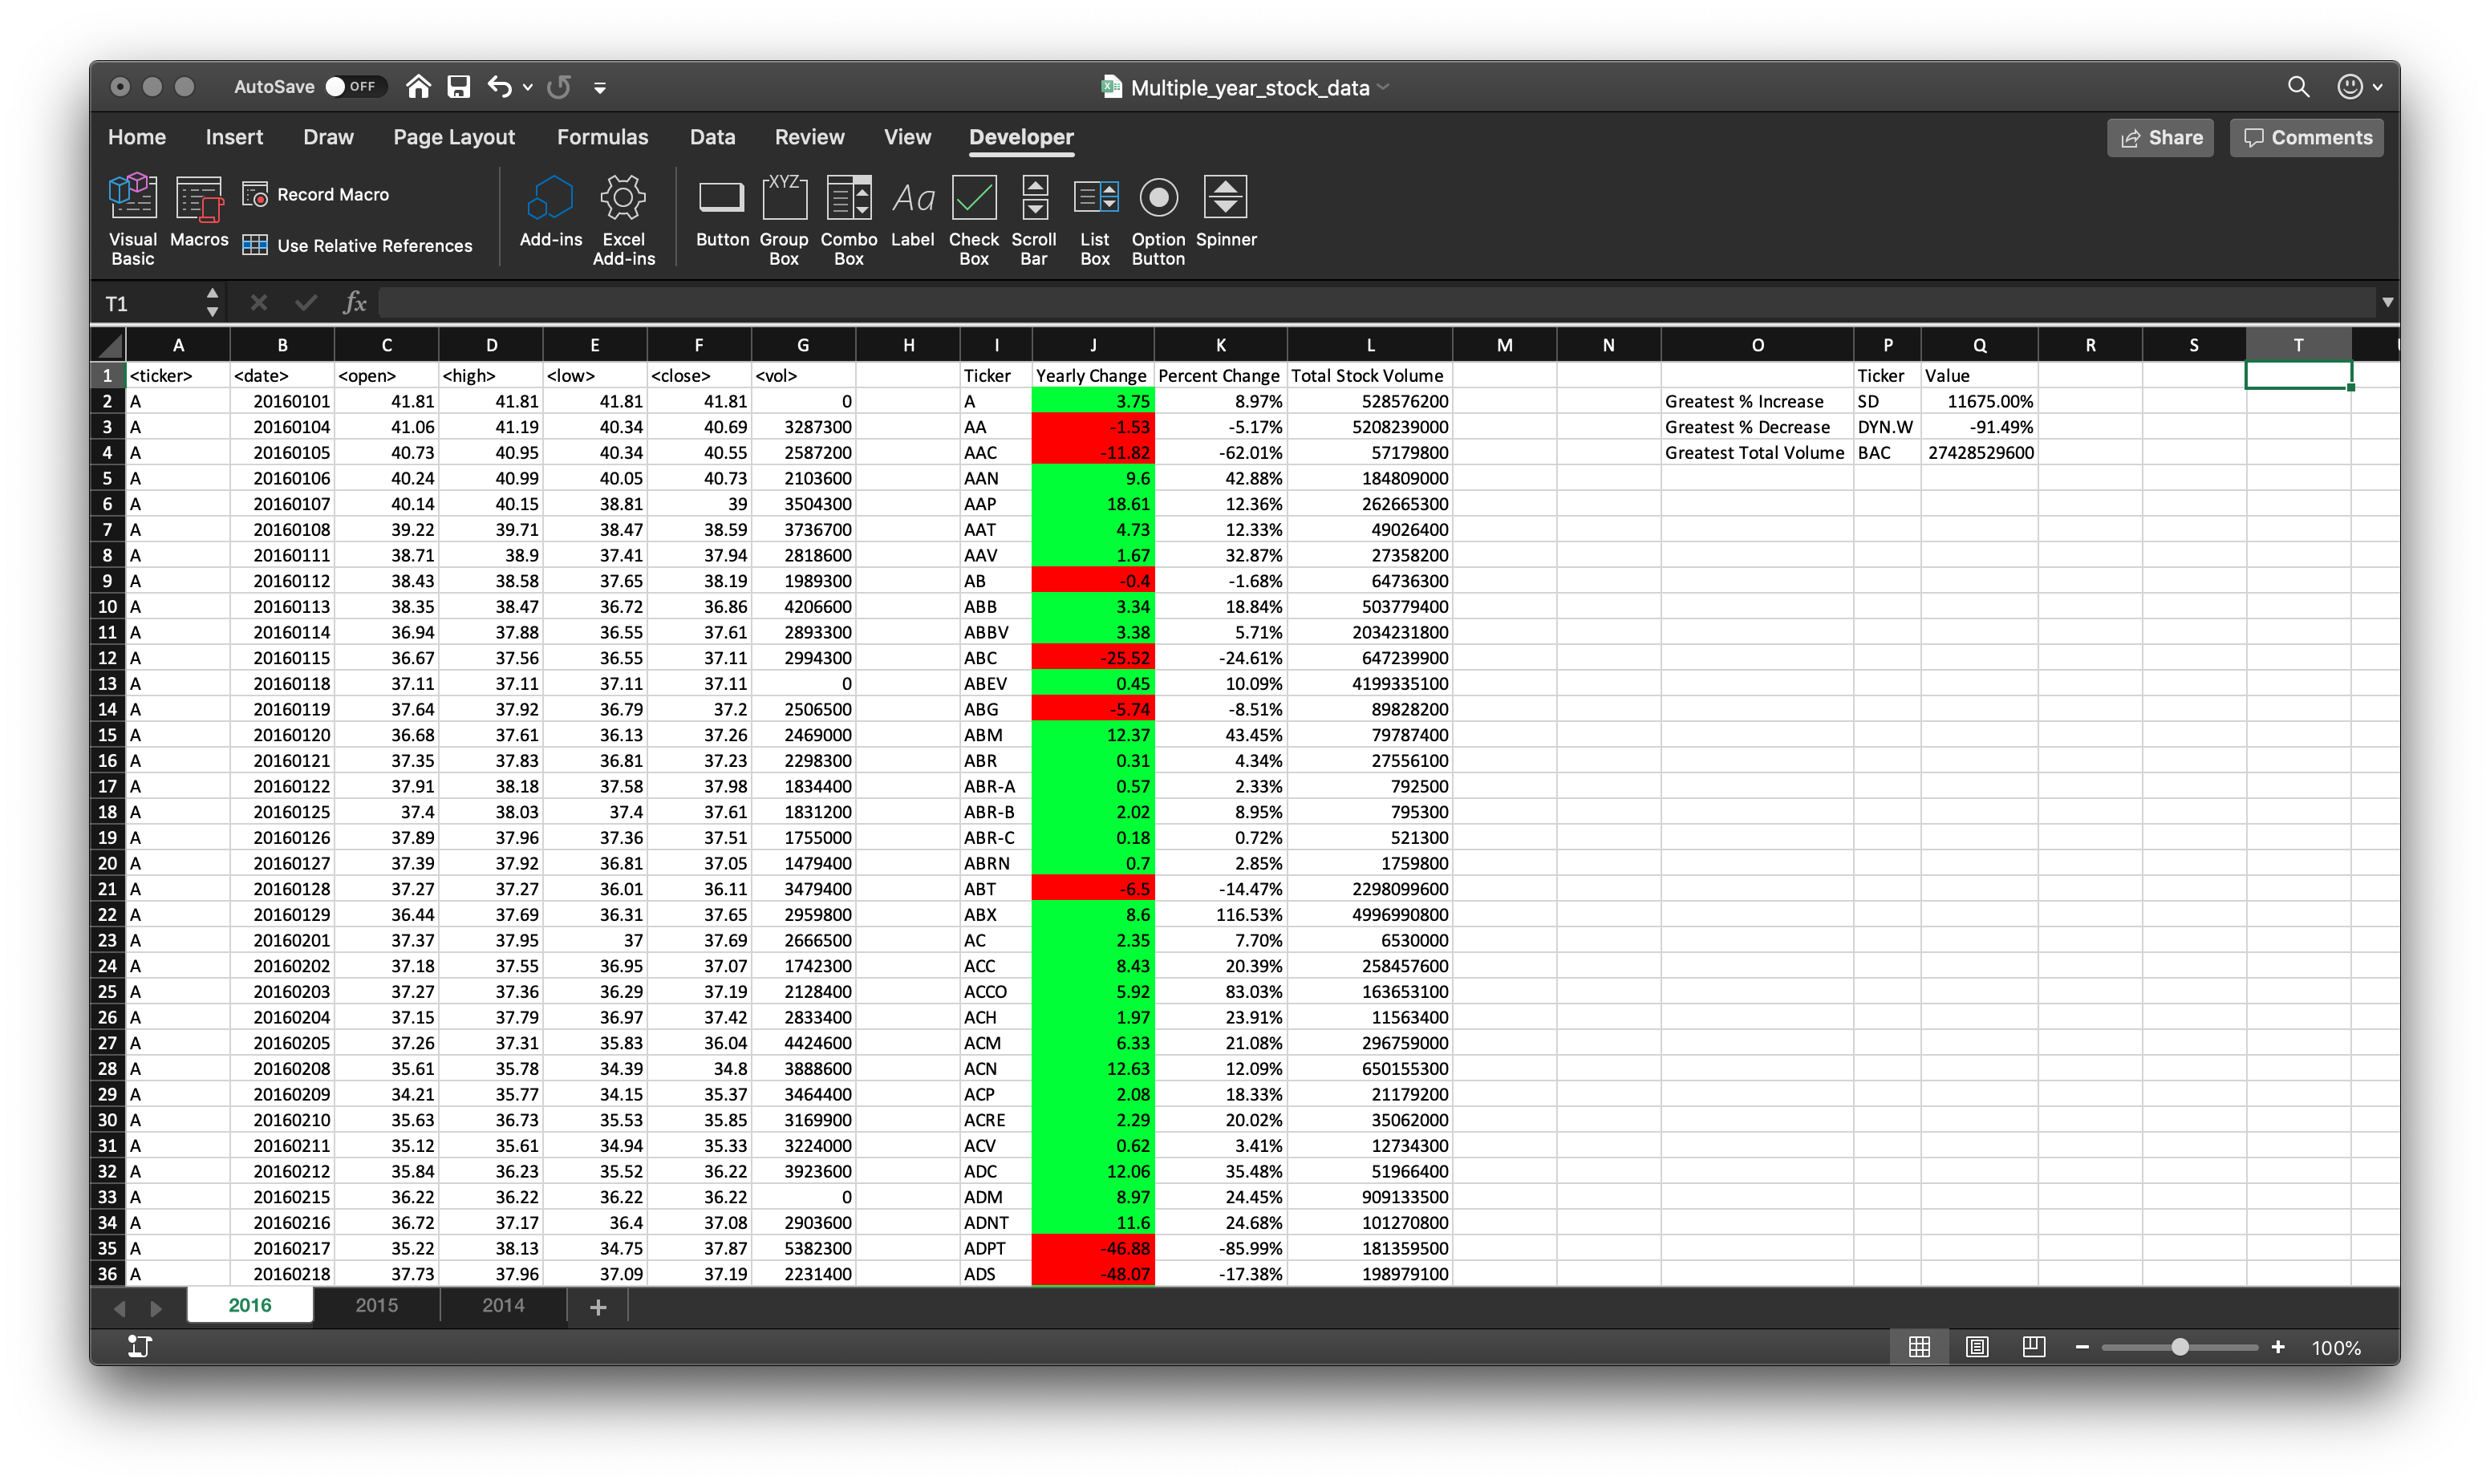 AutoSave OFF Multiple_year_stock_data
Home Insert Draw Page Layout Formulas Data Review View Developer Share Comments
Visual Basic Macros Record Macro Use Relative References Add-ins Excel Add-ins Button Group Box Combo Box Label Check Box Scroll Bar List Box Option Button Spinner
XYZ Aa
T1 fx
A B C D E F G H I J K L M N O P Q R S T
1 <ticker> <date> <open> <high> <low> <close> <vol> Ticker Yearly Change Percent Change Total Stock Volume Ticker Value
2 A 20160101 41.81 41.81 41.81 41.81 0 A 3.75 8.97% 528576200 Greatest % Increase SD 11675.00%
3 A 20160104 41.06 41.19 40.34 40.69 3287300 AA -1.53 -5.17% 5208239000 Greatest % Decrease DYN.W -91.49%
4 A 20160105 40.73 40.95 40.34 40.55 2587200 AAC -11.82 -62.01% 57179800 Greatest Total Volume BAC 27428529600
5 A 20160106 40.24 40.99 40.05 40.73 2103600 AAN 9.6 42.88% 184809000
6 A 20160107 40.14 40.15 38.81 39 3504300 AAP 18.61 12.36% 262665300
7 A 20160108 39.22 39.71 38.47 38.59 3736700 AAT 4.73 12.33% 49026400
8 A 20160111 38.71 38.9 37.41 37.94 2818600 AAV 1.67 32.87% 27358200
9 A 20160112 38.43 38.58 37.65 38.19 1989300 AB -0.4 -1.68% 64736300
10 A 20160113 38.35 38.47 36.72 36.86 4206600 ABB 3.34 18.84% 503779400
11 A 20160114 36.94 37.88 36.55 37.61 2893300 ABBV 3.38 5.71% 2034231800
12 A 20160115 36.67 37.56 36.55 37.11 2994300 ABC -25.52 -24.61% 647239900
13 A 20160118 37.11 37.11 37.11 37.11 0 ABEV 0.45 10.09% 4199335100
14 A 20160119 37.64 37.92 36.79 37.2 2506500 ABG -5.74 -8.51% 89828200
15 A 20160120 36.68 37.61 36.13 37.26 2469000 ABM 12.37 43.45% 79787400
16 A 20160121 37.35 37.83 36.81 37.23 2298300 ABR 0.31 4.34% 27556100
17 A 20160122 37.91 38.18 37.58 37.98 1834400 ABR-A 0.57 2.33% 792500
18 A 20160125 37.4 38.03 37.4 37.61 1831200 ABR-B 2.02 8.95% 795300
19 A 20160126 37.89 37.96 37.36 37.51 1755000 ABR-C 0.18 0.72% 521300
20 A 20160127 37.39 37.92 36.81 37.05 1479400 ABRN 0.7 2.85% 1759800
21 A 20160128 37.27 37.27 36.01 36.11 3479400 ABT -6.5 -14.47% 2298099600
22 A 20160129 36.44 37.69 36.31 37.65 2959800 ABX 8.6 116.53% 4996990800
23 A 20160201 37.37 37.95 37 37.69 2666500 AC 2.35 7.70% 6530000
24 A 20160202 37.18 37.55 36.95 37.07 1742300 ACC 8.43 20.39% 258457600
25 A 20160203 37.27 37.36 36.29 37.19 2128400 ACCO 5.92 83.03% 163653100
26 A 20160204 37.15 37.79 36.97 37.42 2833400 ACH 1.97 23.91% 11563400
27 A 20160205 37.26 37.31 35.83 36.04 4424600 ACM 6.33 21.08% 296759000
28 A 20160208 35.61 35.78 34.39 34.8 3888600 ACN 12.63 12.09% 650155300
29 A 20160209 34.21 35.77 34.15 35.37 3464400 ACP 2.08 18.33% 21179200
30 A 20160210 35.63 36.73 35.53 35.85 3169900 ACRE 2.29 20.02% 35062000
31 A 20160211 35.12 35.61 34.94 35.33 3224000 ACV 0.62 3.41% 12734300
32 A 20160212 35.84 36.23 35.52 36.22 3923600 ADC 12.06 35.48% 51966400
33 A 20160215 36.22 36.22 36.22 36.22 0 ADM 8.97 24.45% 909133500
34 A 20160216 36.72 37.17 36.4 37.08 2903600 ADNT 11.6 24.68% 101270800
35 A 20160217 35.22 38.13 34.75 37.87 5382300 ADPT -46.88 -85.99% 181359500
36 A 20160218 37.73 37.96 37.09 37.19 2231400 ADS -48.07 -17.38% 198979100
2016 2015 2014 +
100%